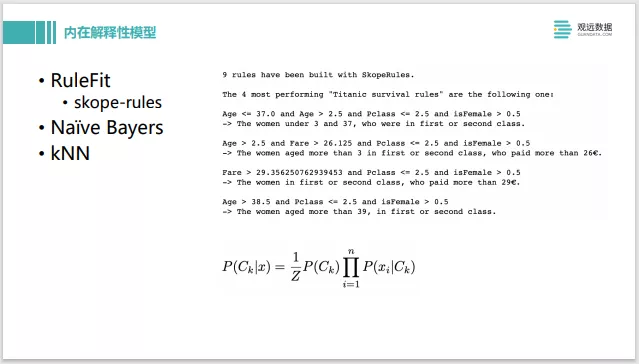 内在解释性模型
观远数据
GUANDATA.COM
• RuleFit
• skope-rules
• Naïve Bayers
• kNN
9 rules have been built with SkopeRules.
The 4 most performing "Titanic survival rules" are the following one:
Age <= 37.0 and Age > 2.5 and Pclass <= 2.5 and isFemale > 0.5
-> The women under 3 and 37, who were in first or second class.
Age > 2.5 and Fare > 26.125 and Pclass <= 2.5 and isFemale > 0.5
-> The women aged more than 3 in first or second class, who paid more than 26€.
Fare > 29.356250762939453 and Pclass <= 2.5 and isFemale > 0.5
-> The women in first or second class, who paid more than 29€.
Age > 38.5 and Pclass <= 2.5 and isFemale > 0.5
-> The women aged more than 39, in first or second class.
P(C_k|x) = \frac{1}{Z} P(C_k) \prod_{i=1}^{n} P(x_i|C_k)